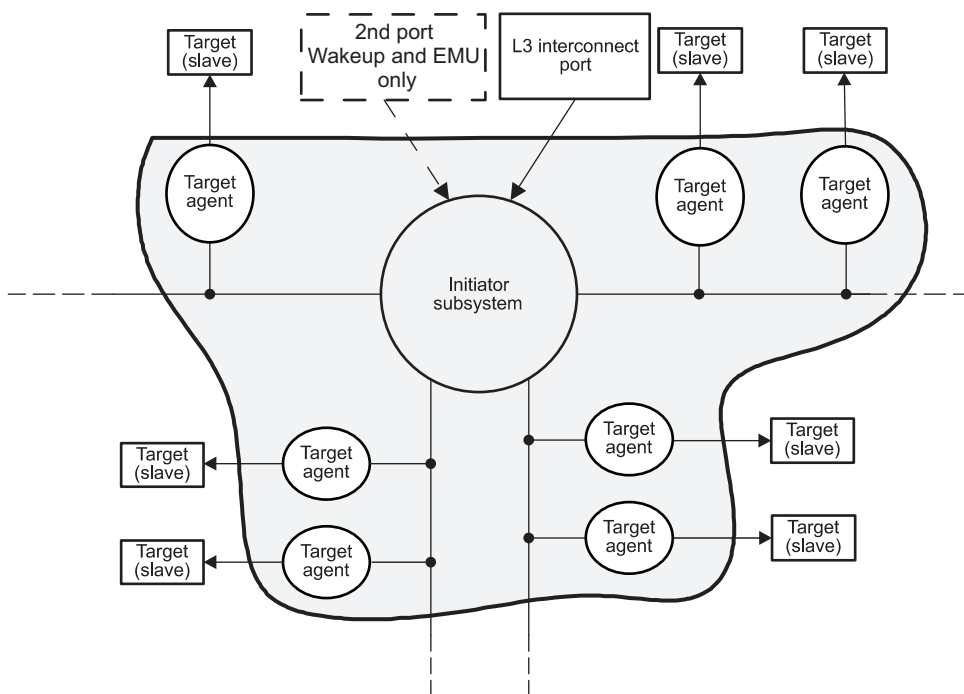 Target
(slave)
2nd port
Wakeup and EMU
only
L3 interconnect
port
Target
(slave)
Target
(slave)
Target
agent
Target
agent
Target
agent
Initiator
subsystem
Target
(slave)
Target
agent
Target
agent
Target
(slave)
Target
(slave)
Target
agent
Target
agent
Target
(slave)